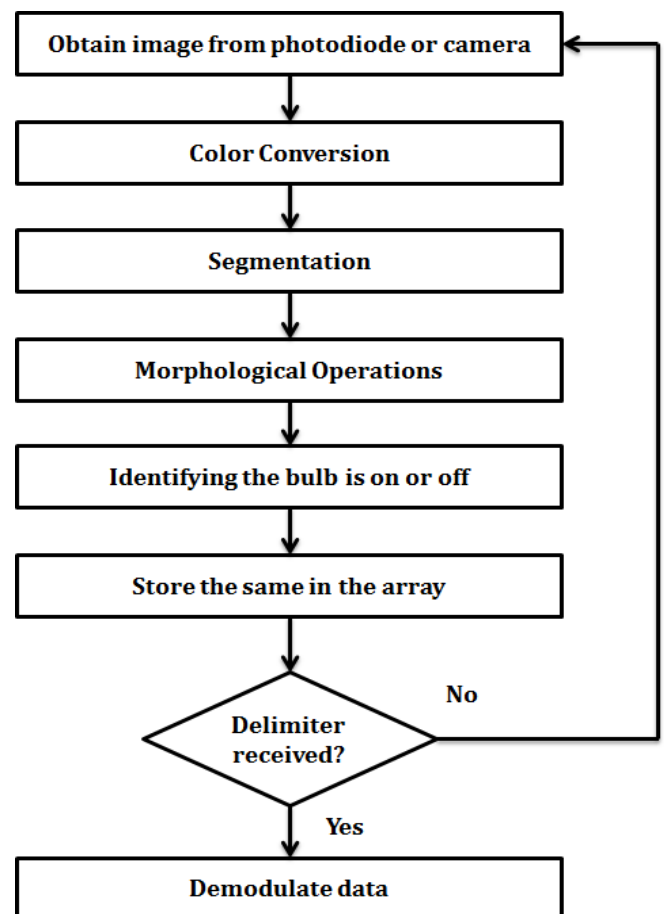 Obtain image from photodiode or camera
Color Conversion
Segmentation
Morphological Operations
Identifying the bulb is on or off
Store the same in the array
Delimiter
received?
No
Yes
Demodulate data